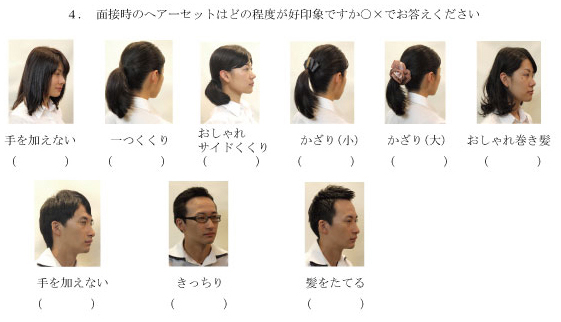 ４． 面接時のヘアーセットはどの程度が好印象ですか〇×でお答えください
手を加えない 一つくくり おしゃれ かざり（小） かざり（大） おしゃれ巻き髪
サイドくくり
（　　　） （　　　） （　　　） （　　　） （　　　） （　　　）
手を加えない きっちり 髪をたてる
（　　　） （　　　） （　　　）